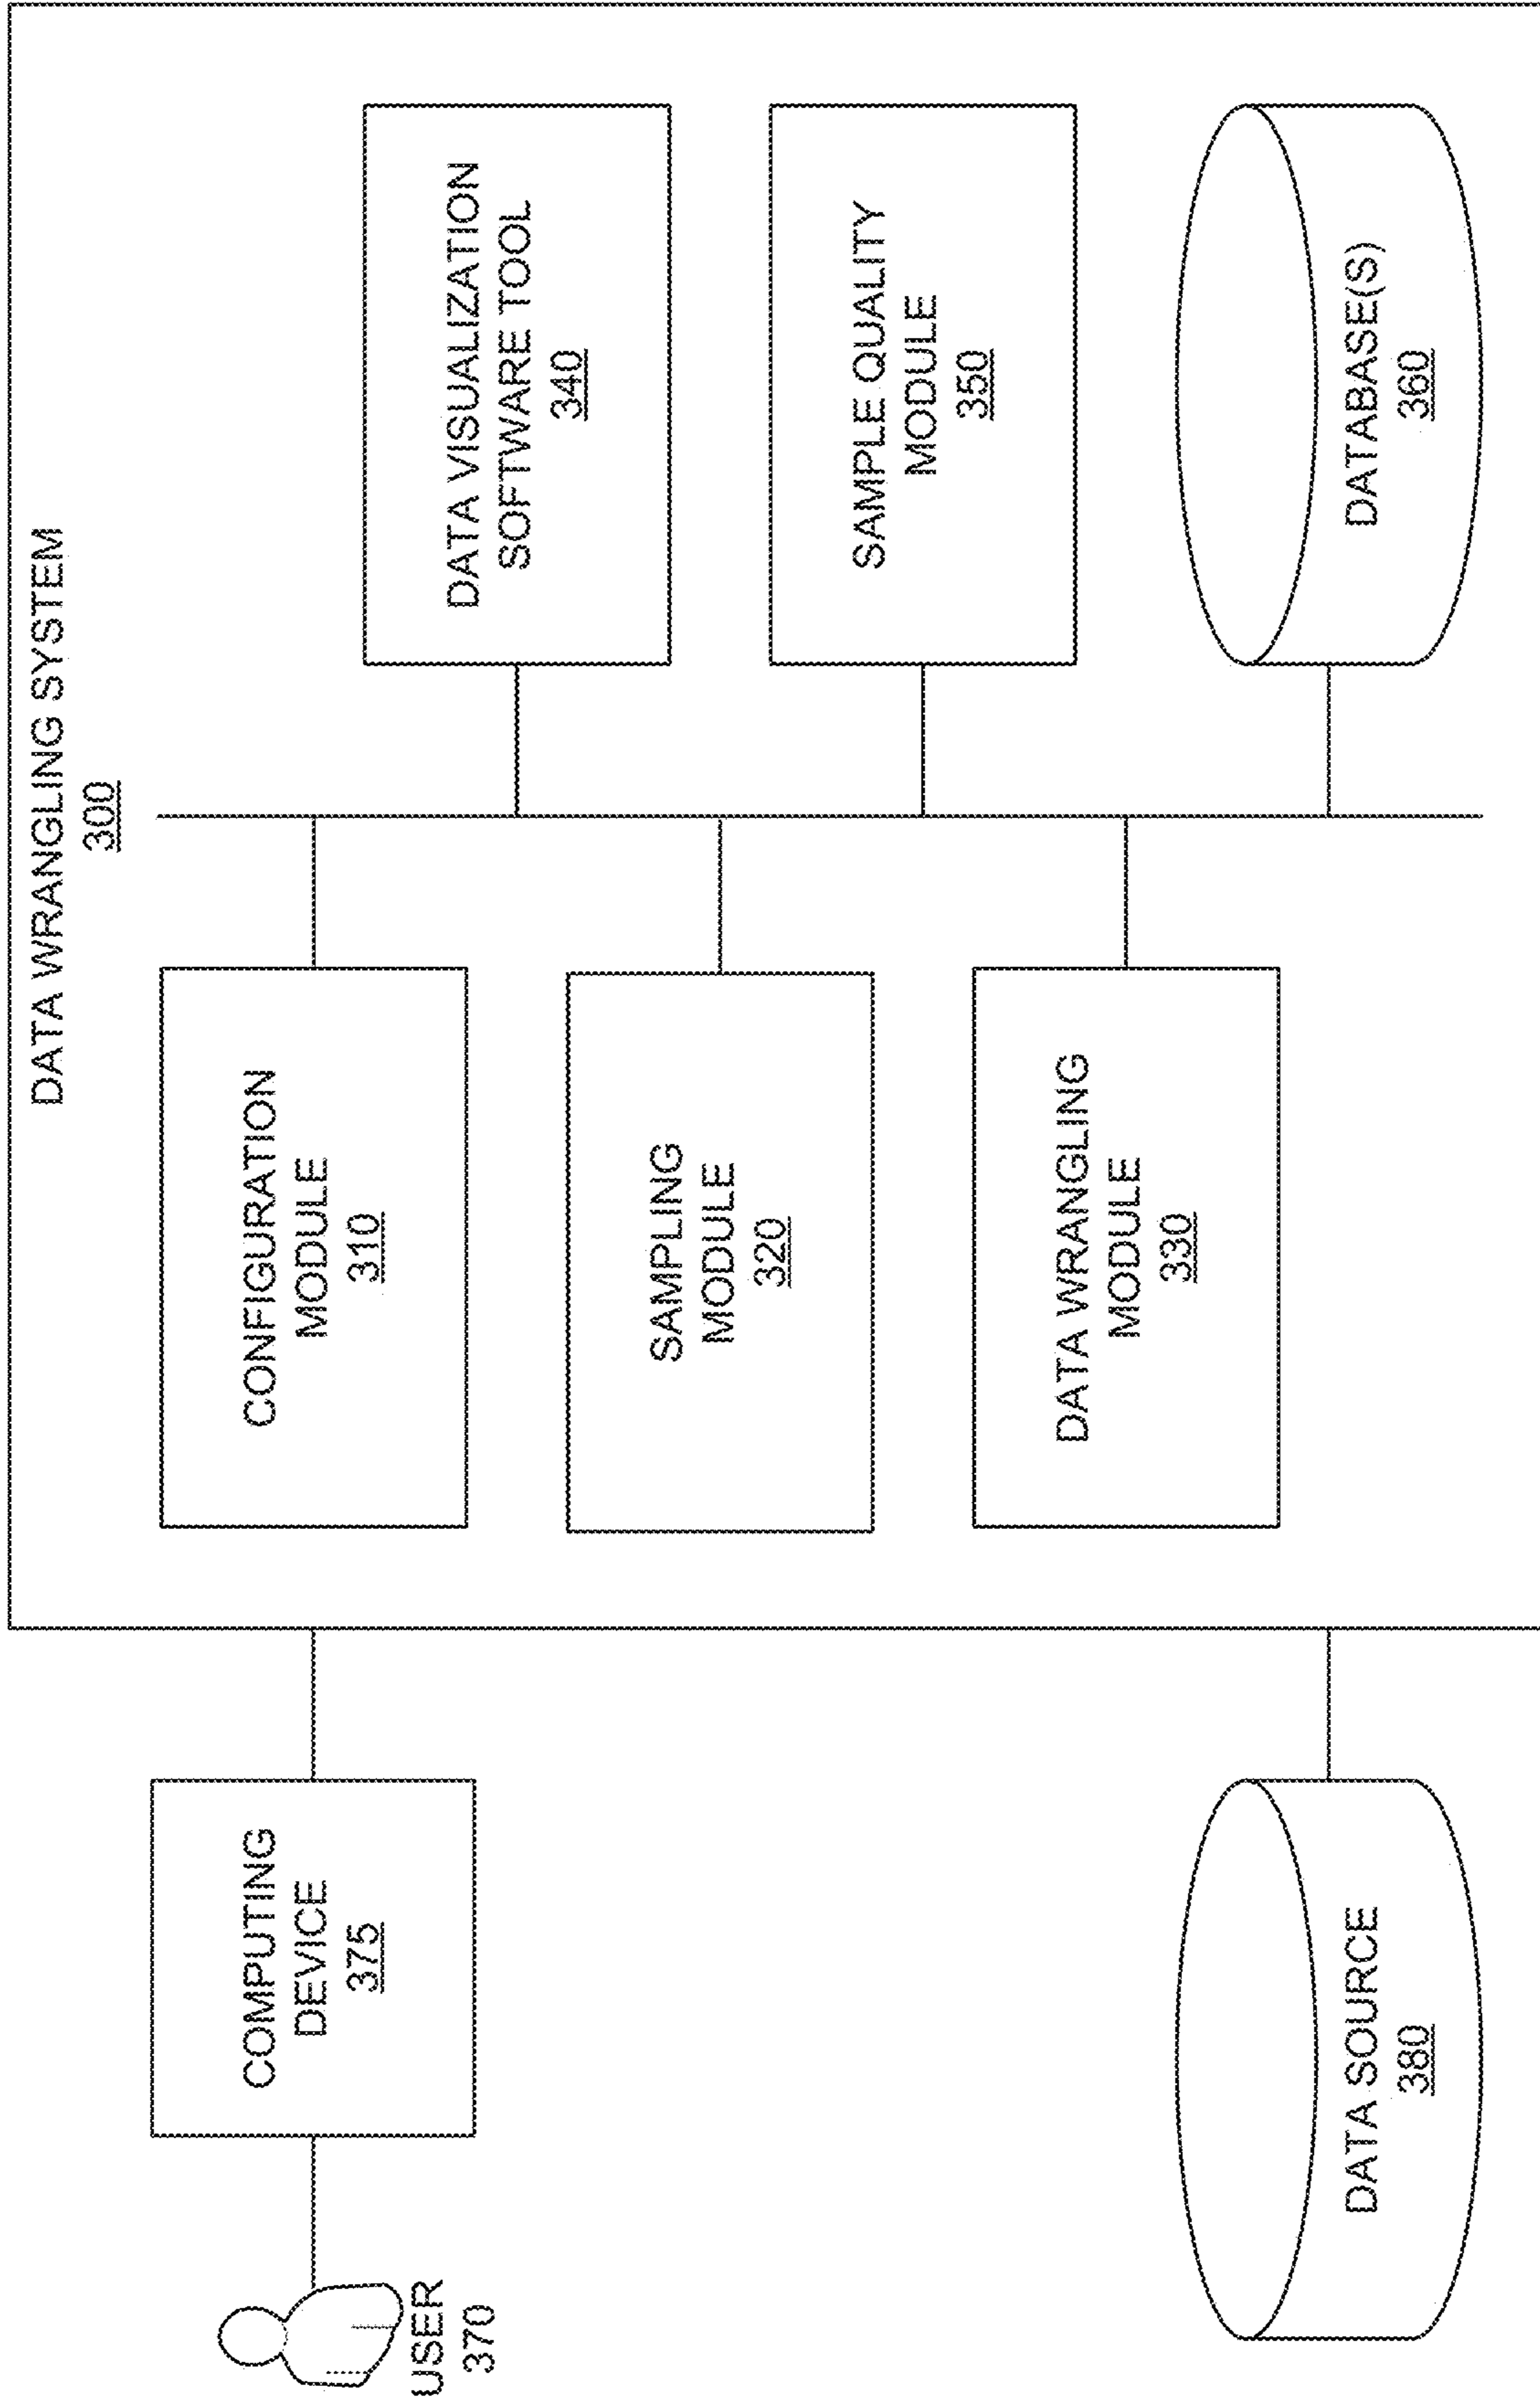 DATA WRANGLING SYSTEM
300
USER
370
COMPUTING
DEVICE
375
CONFIGURATION
MODULE
310
DATA VISUALIZATION
SOFTWARE TOOL
340
SAMPLING
MODULE
320
SAMPLE QUALITY
MODULE
350
DATA WRANGLING
MODULE
330
DATA SOURCE
380
DATABASE(S)
360